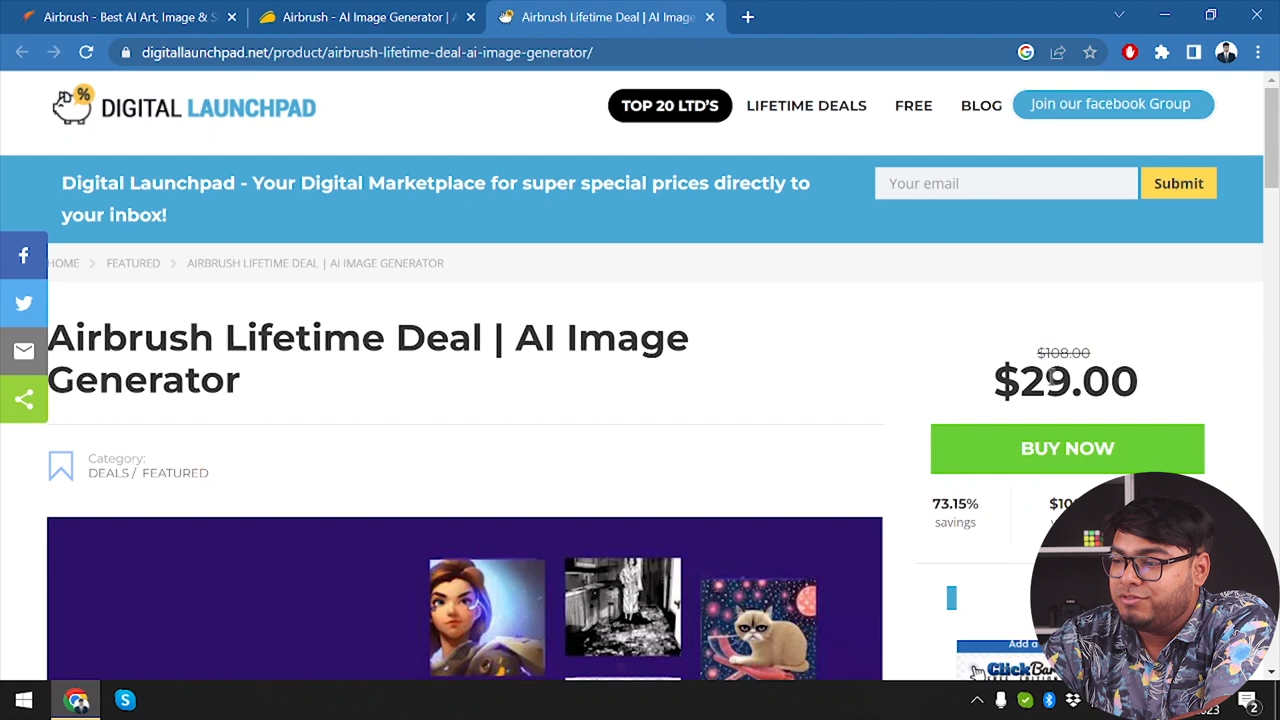 Airbrush - Best AI Art, Image & S
Airbrush - AI Image Generator | A
Airbrush Lifetime Deal | AI Image
digitallaunchpad.net/product/airbrush-lifetime-deal-ai-image-generator/
%
DIGITAL LAUNCHPAD
TOP 20 LTD'S
LIFETIME DEALS
FREE
BLOG
Join our facebook Group
Digital Launchpad - Your Digital Marketplace for super special prices directly to
your inbox!
Your email
Submit
HOME
FEATURED
AIRBRUSH LIFETIME DEAL | AI IMAGE GENERATOR
Airbrush Lifetime Deal | AI Image
Generator
$108.00
$29.00
BUY NOW
Category:
DEALS / FEATURED
73.15%
savings
Add a
2